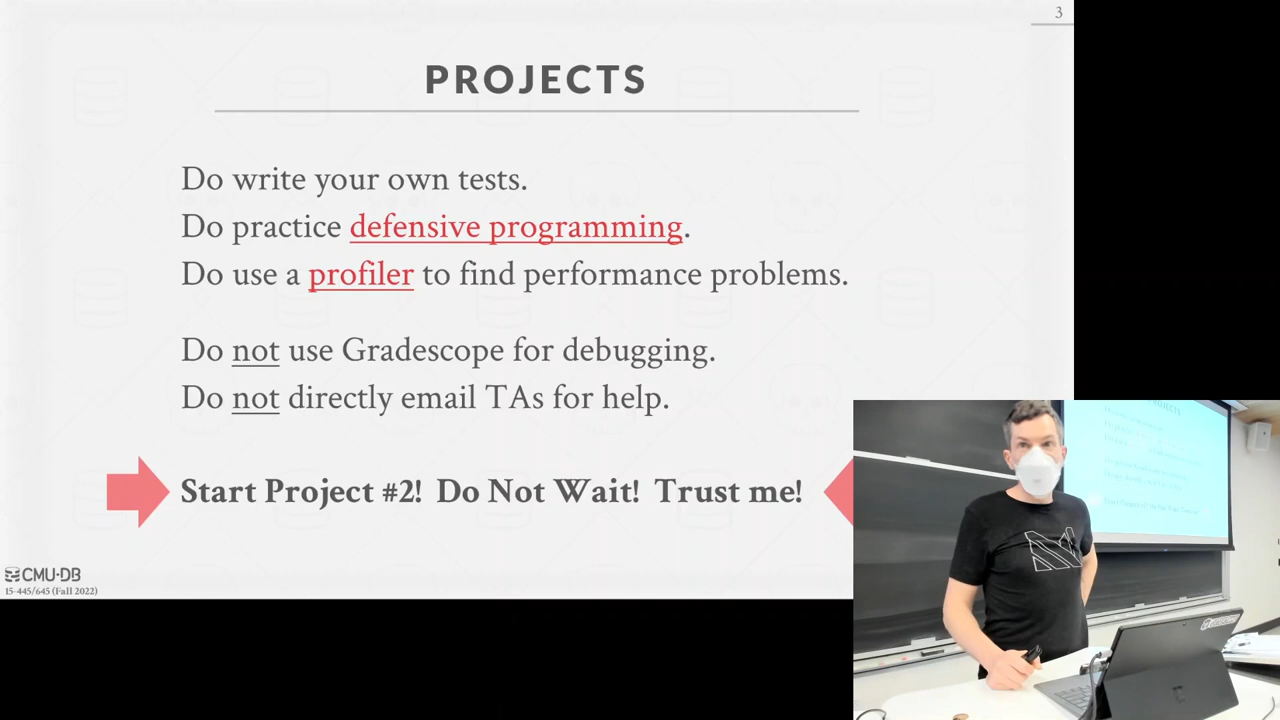 3
PROJECTS
Do write your own tests.
Do practice defensive programming.
Do use a profiler to find performance problems.
Do not use Gradescope for debugging.
Do not directly email TAs for help.
Start Project #2! Do Not Wait! Trust me!
CMU·DB
15-445/645 (Fall 2022)